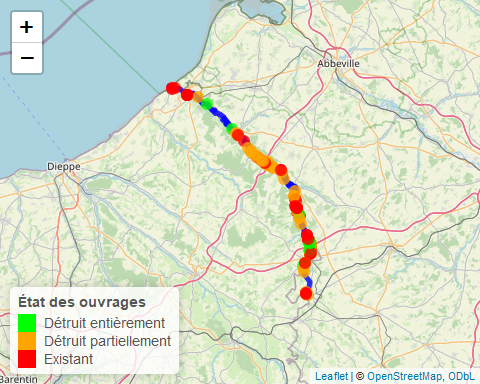 +
−
Abbeville
Dieppe
État des ouvrages
Détruit entièrement
Détruit partiellement
Existant
Barentin
Leaflet | © OpenStreetMap, ODbL